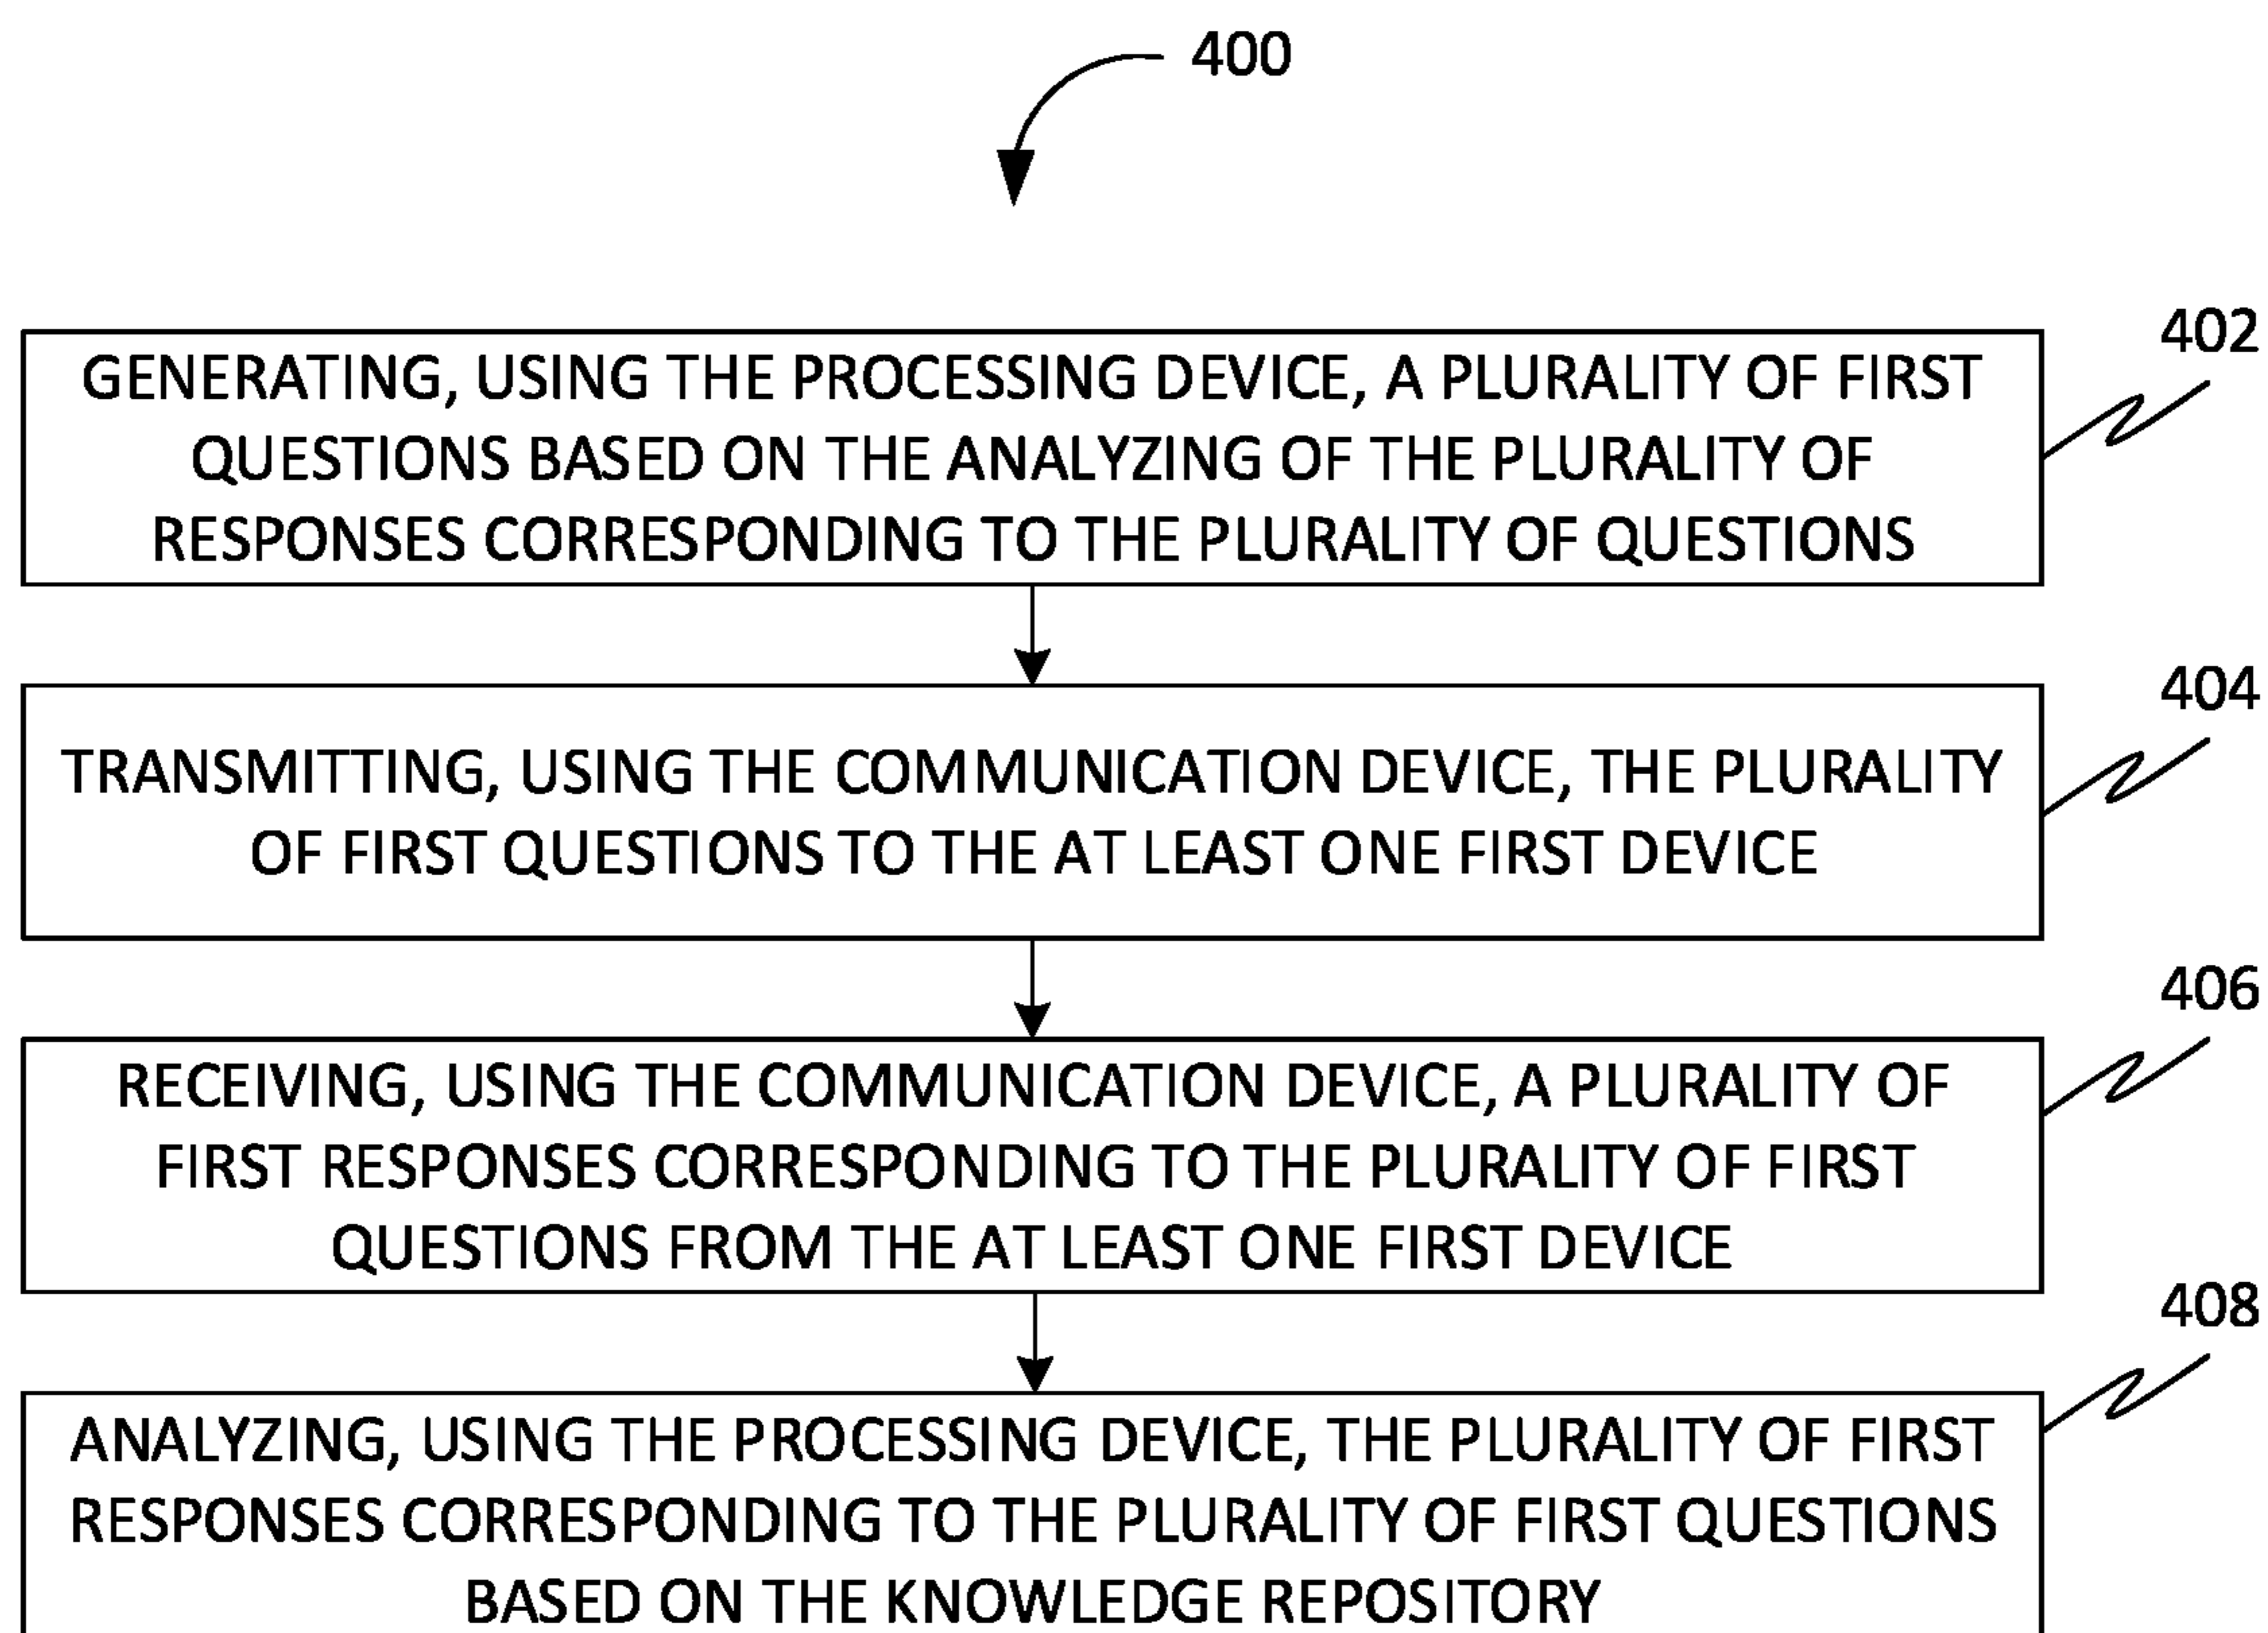 400
402
GENERATING, USING THE PROCESSING DEVICE, A PLURALITY OF FIRST
QUESTIONS BASED ON THE ANALYZING OF THE PLURALITY OF
RESPONSES CORRESPONDING TO THE PLURALITY OF QUESTIONS
404
TRANSMITTING, USING THE COMMUNICATION DEVICE, THE PLURALITY
OF FIRST QUESTIONS TO THE AT LEAST ONE FIRST DEVICE
406
RECEIVING, USING THE COMMUNICATION DEVICE, A PLURALITY OF
FIRST RESPONSES CORRESPONDING TO THE PLURALITY OF FIRST
QUESTIONS FROM THE AT LEAST ONE FIRST DEVICE
408
ANALYZING, USING THE PROCESSING DEVICE, THE PLURALITY OF FIRST
RESPONSES CORRESPONDING TO THE PLURALITY OF FIRST QUESTIONS
BASED ON THE KNOWLEDGE REPOSITORY